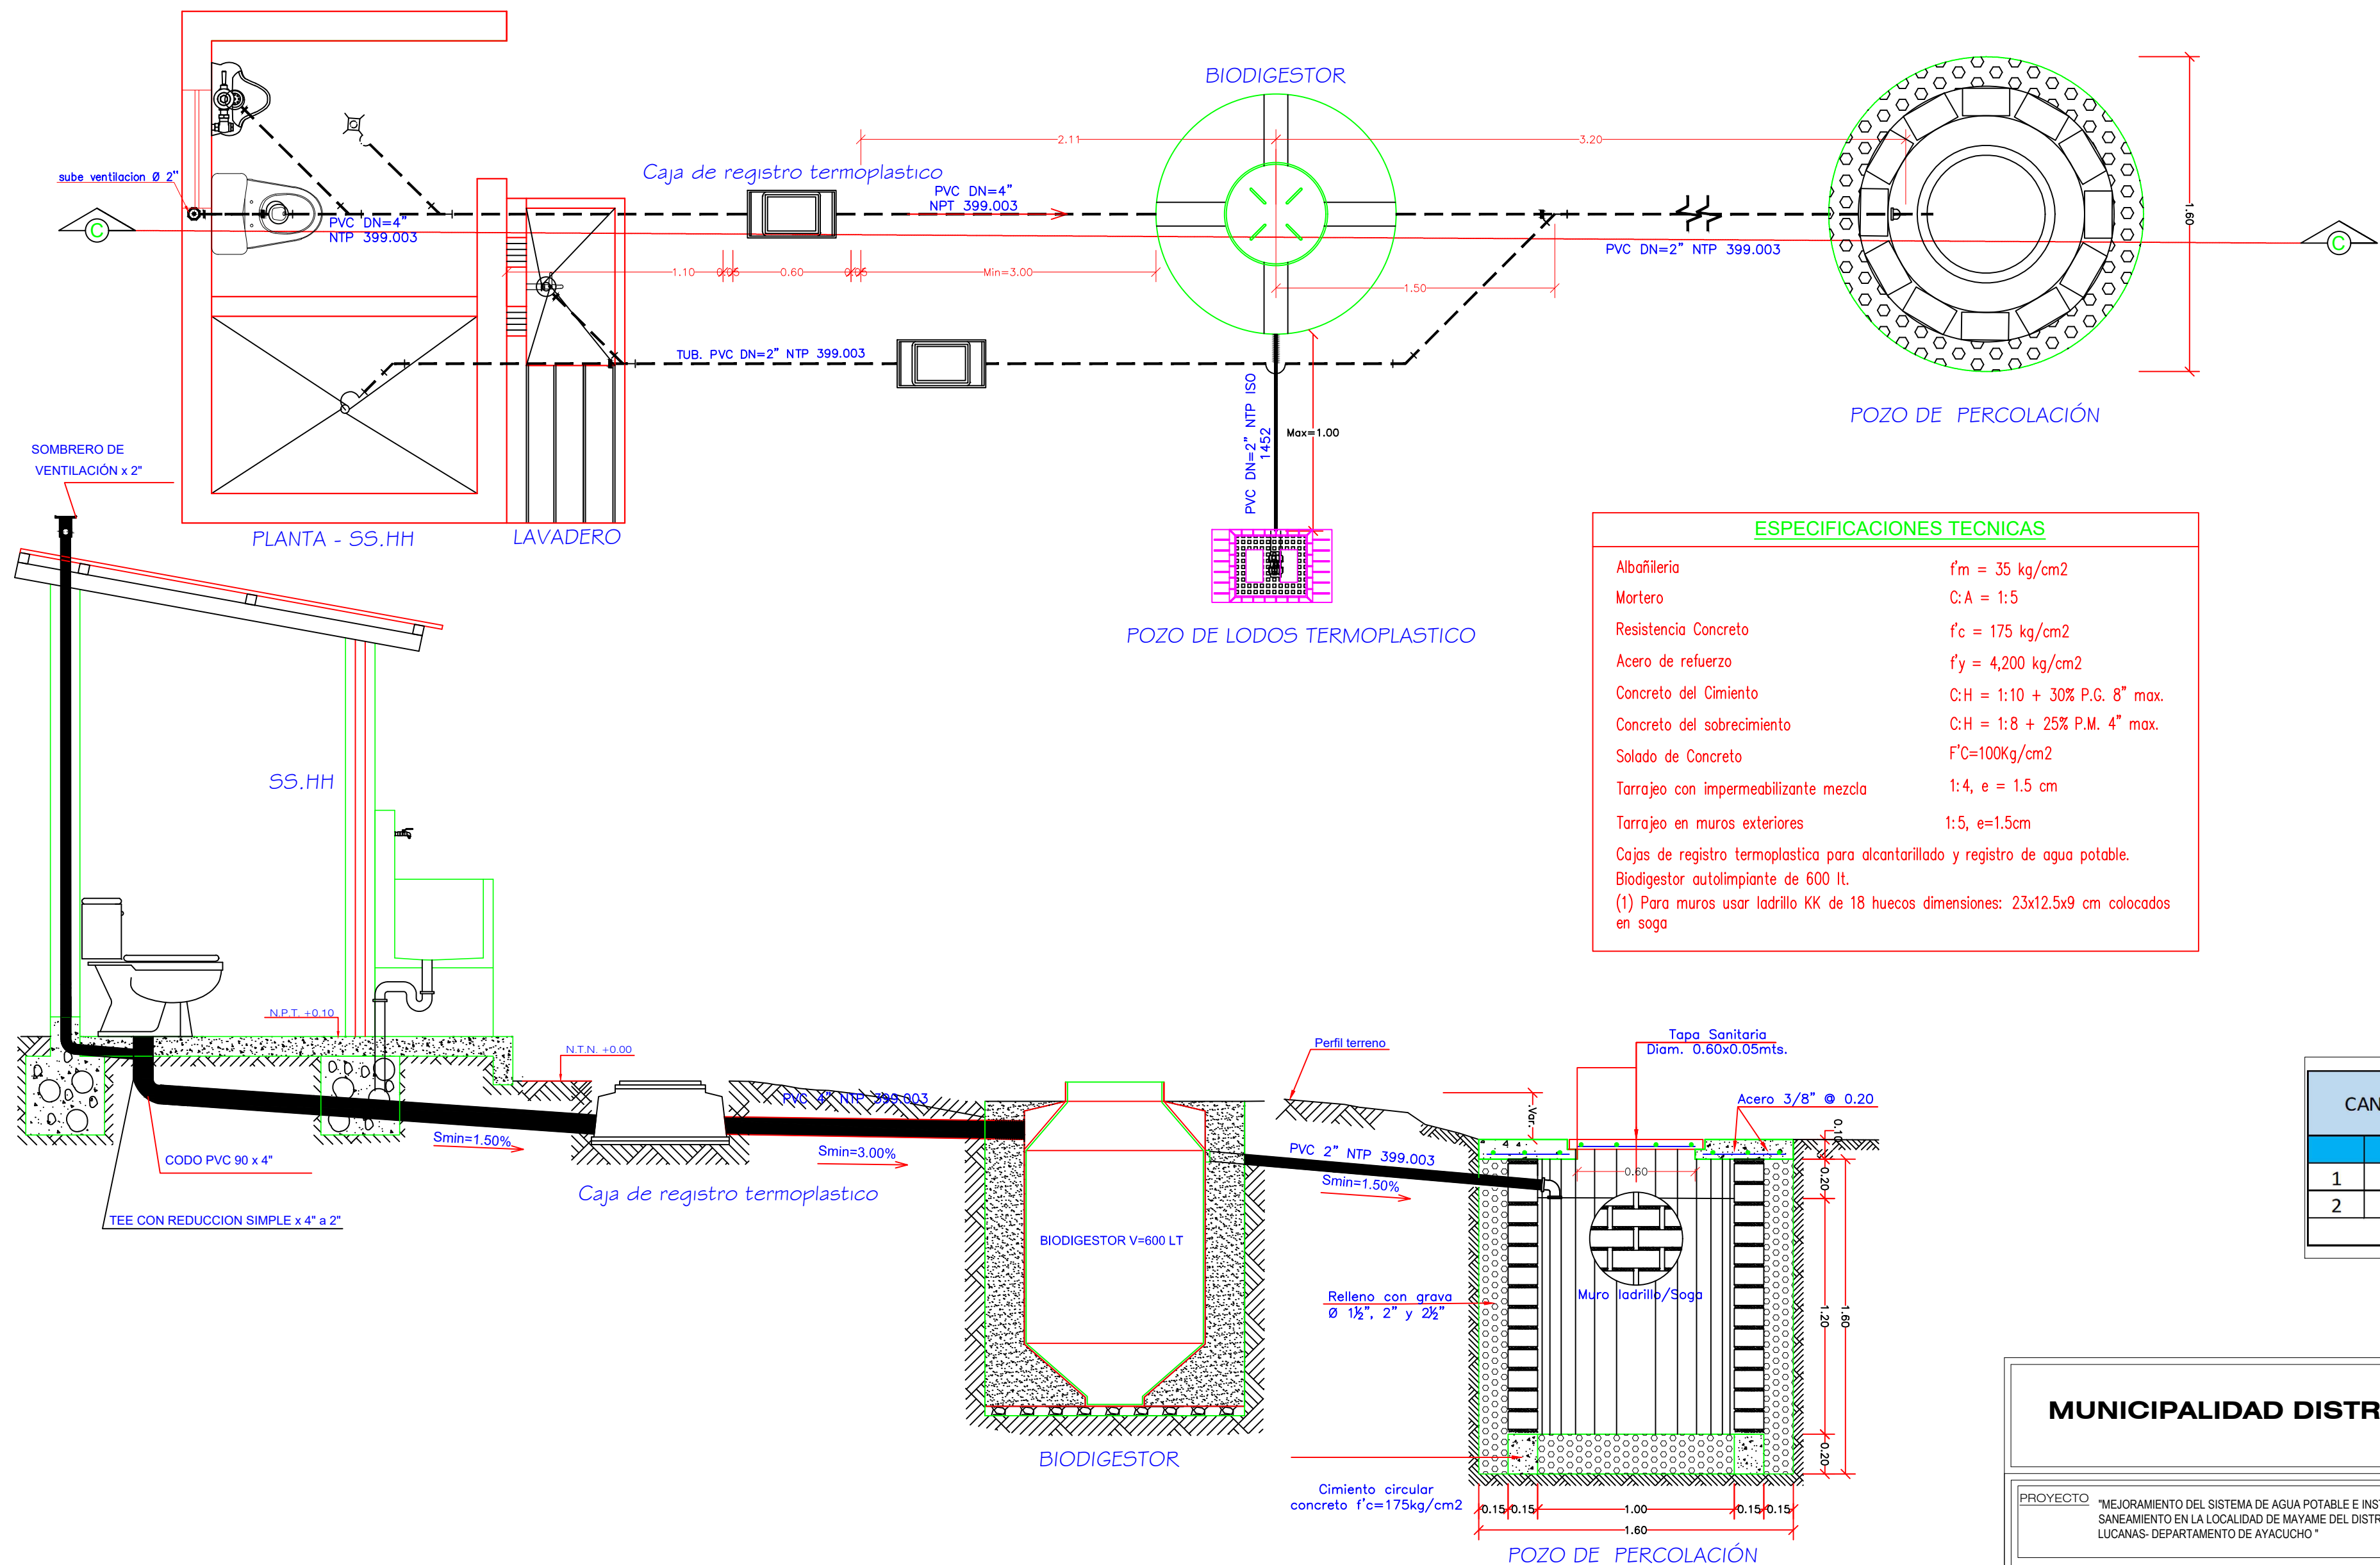 BIODIGESTOR
2.11
3.20
Caja de registro termoplastico
sube ventilacion Ø 2"
PVC DN=4"
NPT 399.003
PVC DN=4"
NTP 399.003
C
C
1.60
PVC DN=2" NTP 399.003
1.10
0.05
0.60
0.05
Min=3.00
1.50
TUB. PVC DN=2" NTP 399.003
PVC DN=2" NTP ISO
1452
Max=1.00
POZO DE PERCOLACIÓN
SOMBRERO DE
VENTILACIÓN x 2"
PLANTA - SS.HH
LAVADERO
POZO DE LODOS TERMOPLASTICO
ESPECIFICACIONES TECNICAS
Albañileria f'm = 35 kg/cm2
Mortero C:A = 1:5
Resistencia Concreto f'c = 175 kg/cm2
Acero de refuerzo f'y = 4,200 kg/cm2
Concreto del Cimiento C:H = 1:10 + 30% P.G. 8" max.
Concreto del sobrecimiento C:H = 1:8 + 25% P.M. 4" max.
Solado de Concreto F'C=100Kg/cm2
Tarrajeo con impermeabilizante mezcla 1:4, e = 1.5 cm
Tarrajeo en muros exteriores 1:5, e=1.5cm
Cajas de registro termoplastica para alcantarillado y registro de agua potable.
Biodigestor autolimpiante de 600 lt.
(1) Para muros usar ladrillo KK de 18 huecos dimensiones: 23x12.5x9 cm colocados
en soga
SS.HH
N.P.T. +0.10
N.T.N. +0.00
PVC 4" NTP 399.003
Smin=1.50%
Smin=3.00%
CODO PVC 90 x 4"
TEE CON REDUCCION SIMPLE x 4" a 2"
Caja de registro termoplastico
BIODIGESTOR V=600 LT
BIODIGESTOR
Perfil terreno
PVC 2" NTP 399.003
Smin=1.50%
Var.
Tapa Sanitaria
Diam. 0.60x0.05mts.
Acero 3/8" @ 0.20
0.60
0.10
0.20
1.20
1.60
0.20
Muro ladrillo/Soga
Relleno con grava
Ø 1½", 2" y 2½"
Cimiento circular
concreto f'c=175kg/cm2
0.15 0.15 1.00 0.15 0.15
1.60
POZO DE PERCOLACIÓN
CAN
1
2
MUNICIPALIDAD DISTR
PROYECTO "MEJORAMIENTO DEL SISTEMA DE AGUA POTABLE E INS
SANEAMIENTO EN LA LOCALIDAD DE MAYAME DEL DISTR
LUCANAS- DEPARTAMENTO DE AYACUCHO "